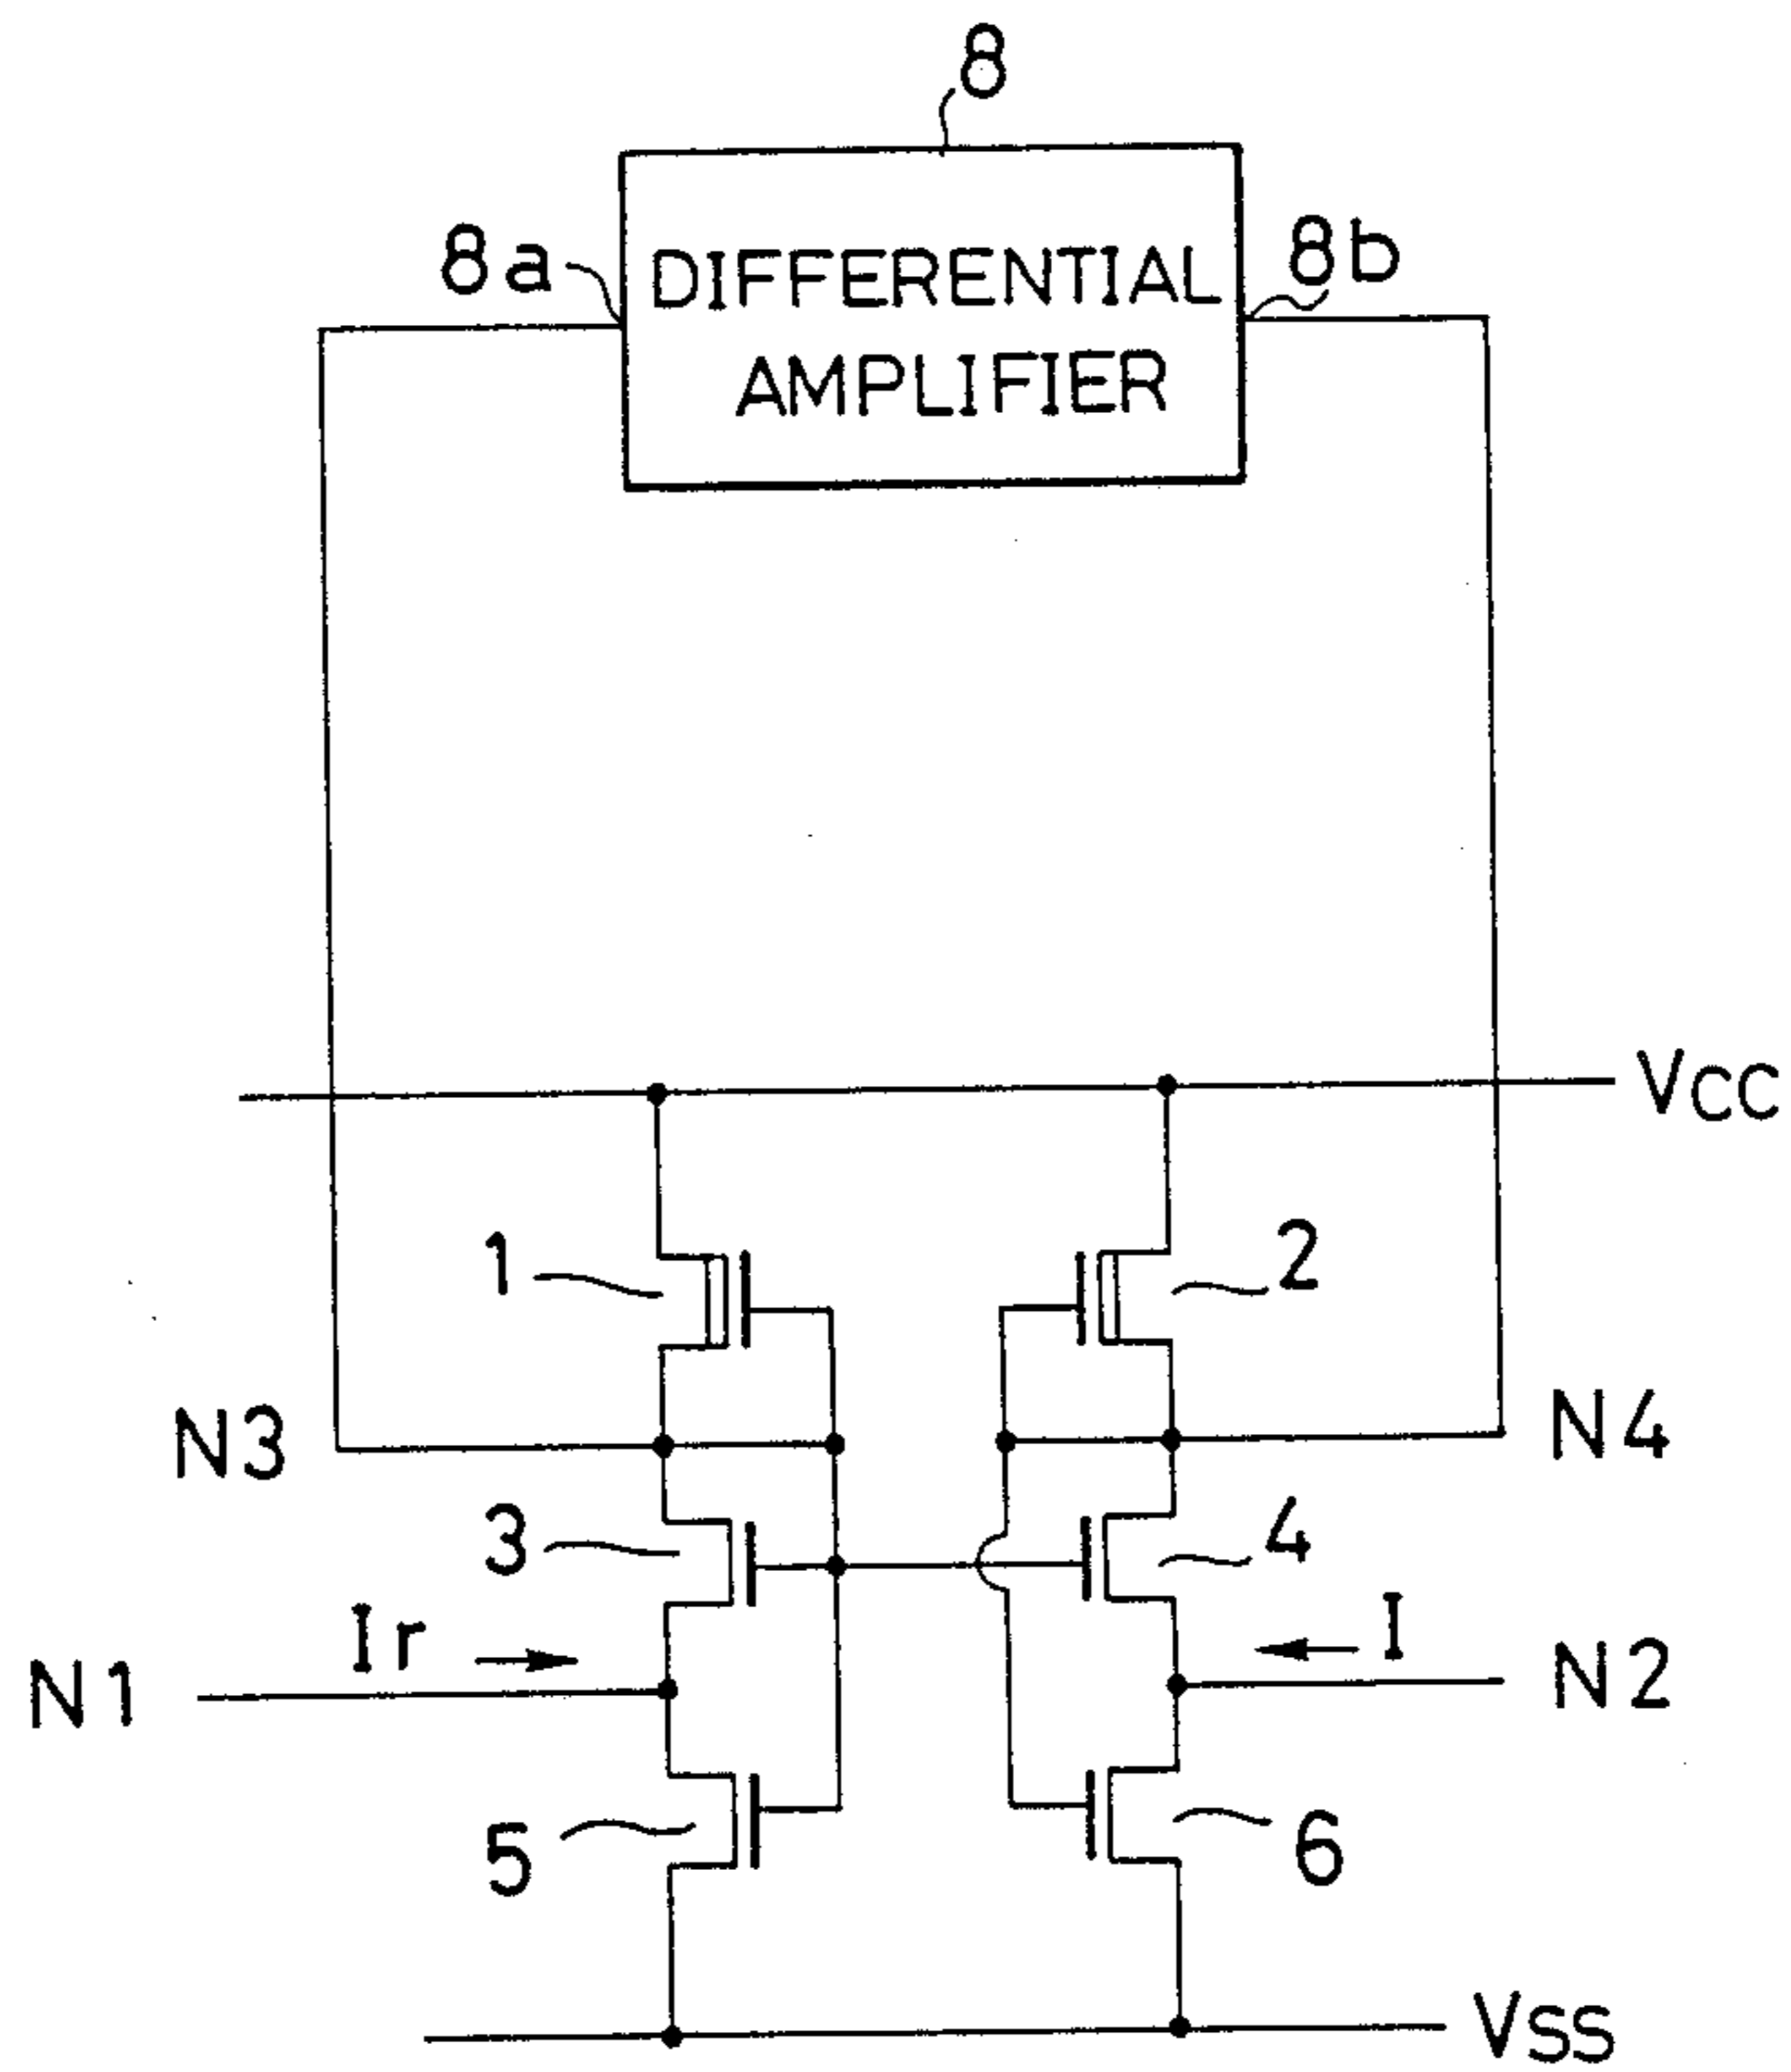 8
8a
8b
DIFFERENTIAL
AMPLIFIER
VCC
1
2
N3
N4
3
4
Ir
I
N1
N2
5
6
VSS